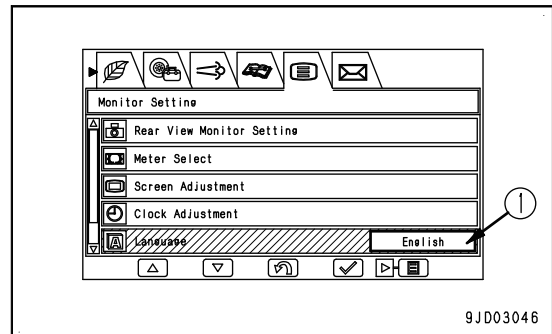 Monitor Setting
Rear View Monitor Setting
Meter Select
Screen Adjustment
Clock Adjustment
A Language English
1
9JD03046